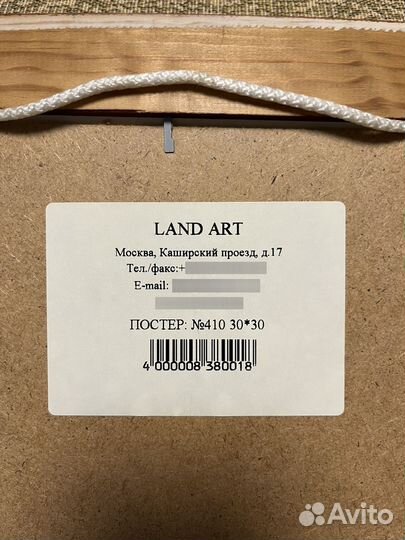 LAND ART
Москва, Каширский проезд, д.17
Тел./факс:+
E-mail:
ПОСТЕР: №410 30*30
4 000008 380018
Avito